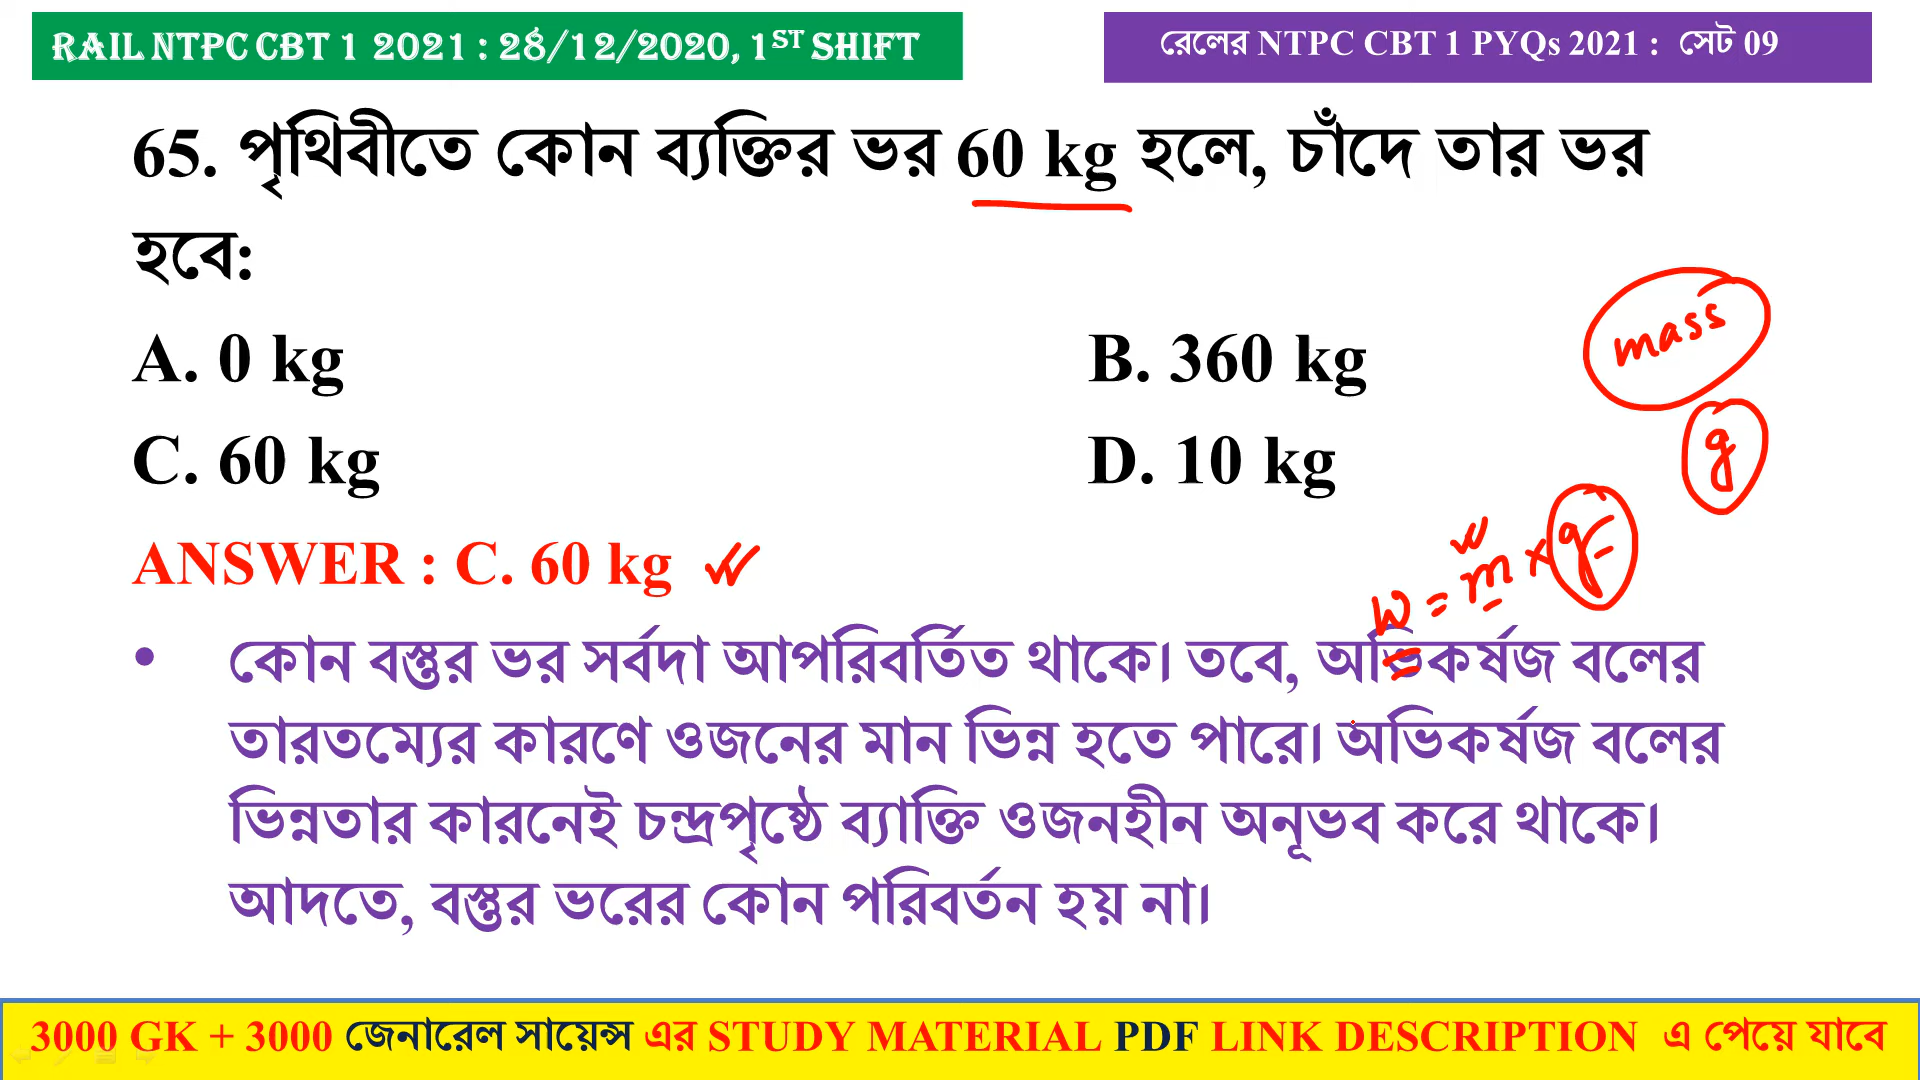 RAIL NTPC CBT 1 2021 : 28/12/2020, 1ST SHIFT
রেলের NTPC CBT 1 PYQs 2021 : সেট 09
65. পৃথিবীতে কোন ব্যক্তির ভর 60 kg হলে, চাঁদে তার ভর
হবে:
A. 0 kg
B. 360 kg
mass
C. 60 kg
D. 10 kg
g
ANSWER : C. 60 kg
W = m × g
• কোন বস্তুর ভর সর্বদা আপরিবর্তিত থাকে। তবে, অভিকর্ষজ বলের
তারতম্যের কারণে ওজনের মান ভিন্ন হতে পারে। অভিকর্ষজ বলের
ভিন্নতার কারনেই চন্দ্রপৃষ্ঠে ব্যাক্তি ওজনহীন অনূভব করে থাকে।
আদতে, বস্তুর ভরের কোন পরিবর্তন হয় না।
3000 GK + 3000 জেনারেল সায়েন্স এর STUDY MATERIAL PDF LINK DESCRIPTION এ পেয়ে যাবে